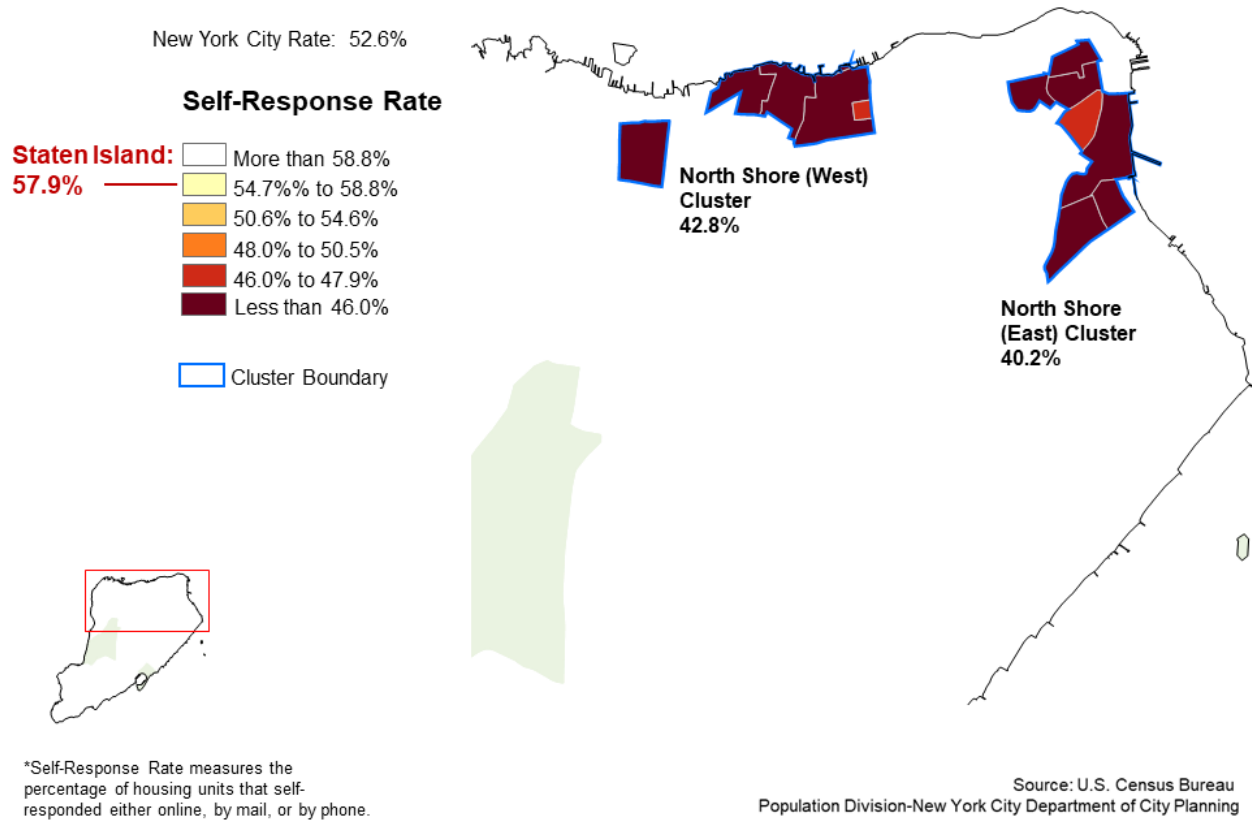 New York City Rate: 52.6%
Self-Response Rate
Staten Island:
57.9%
More than 58.8%
54.7%% to 58.8%
50.6% to 54.6%
48.0% to 50.5%
46.0% to 47.9%
Less than 46.0%
Cluster Boundary
North Shore (West)
Cluster
42.8%
North Shore
(East) Cluster
40.2%
*Self-Response Rate measures the
percentage of housing units that self-
responded either online, by mail, or by phone.
Source: U.S. Census Bureau
Population Division-New York City Department of City Planning